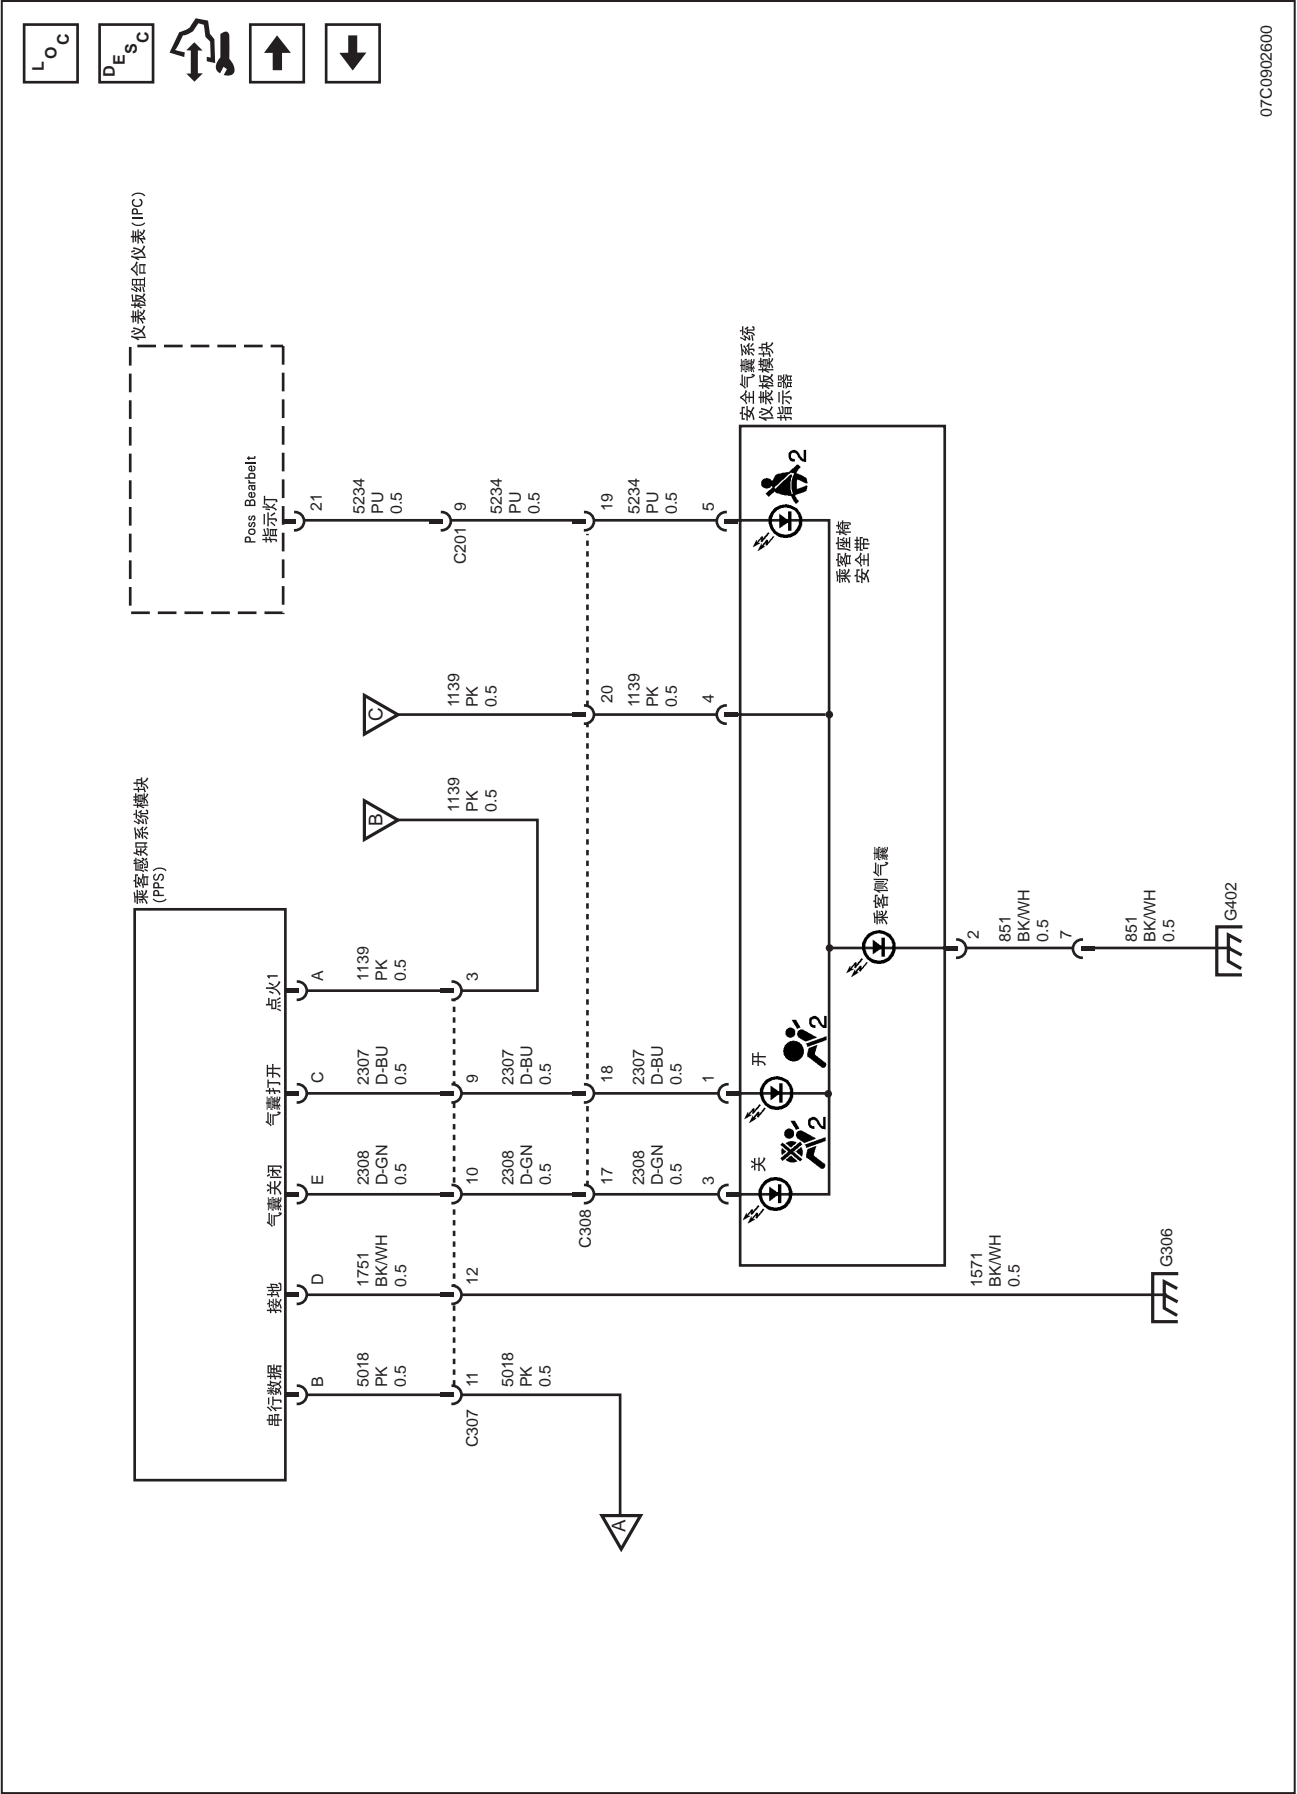 LOC
DESC
乘客感知系统模块
(PPS)
仪表板组合仪表(IPC)
串行数据
接地
气囊关闭
气囊打开
点火1
Poss Bearbelt
指示灯
B
D
E
C
A
21
5018
PK
0.5
1751
BK/WH
0.5
2308
D-GN
0.5
2307
D-BU
0.5
1139
PK
0.5
B
C
5234
PU
0.5
C307
11
12
10
9
3
1139
PK
0.5
1139
PK
0.5
C201
9
5018
PK
0.5
2308
D-GN
0.5
2307
D-BU
0.5
5234
PU
0.5
A
C308
17
18
20
19
2308
D-GN
0.5
2307
D-BU
0.5
1139
PK
0.5
5234
PU
0.5
3
1
4
5
安全气囊系统
仪表板模块
指示器
关
开
2
2
2
乘客座椅
安全带
乘客侧气囊
1571
BK/WH
0.5
2
851
BK/WH
0.5
7
851
BK/WH
0.5
G306
G402
07C0902600